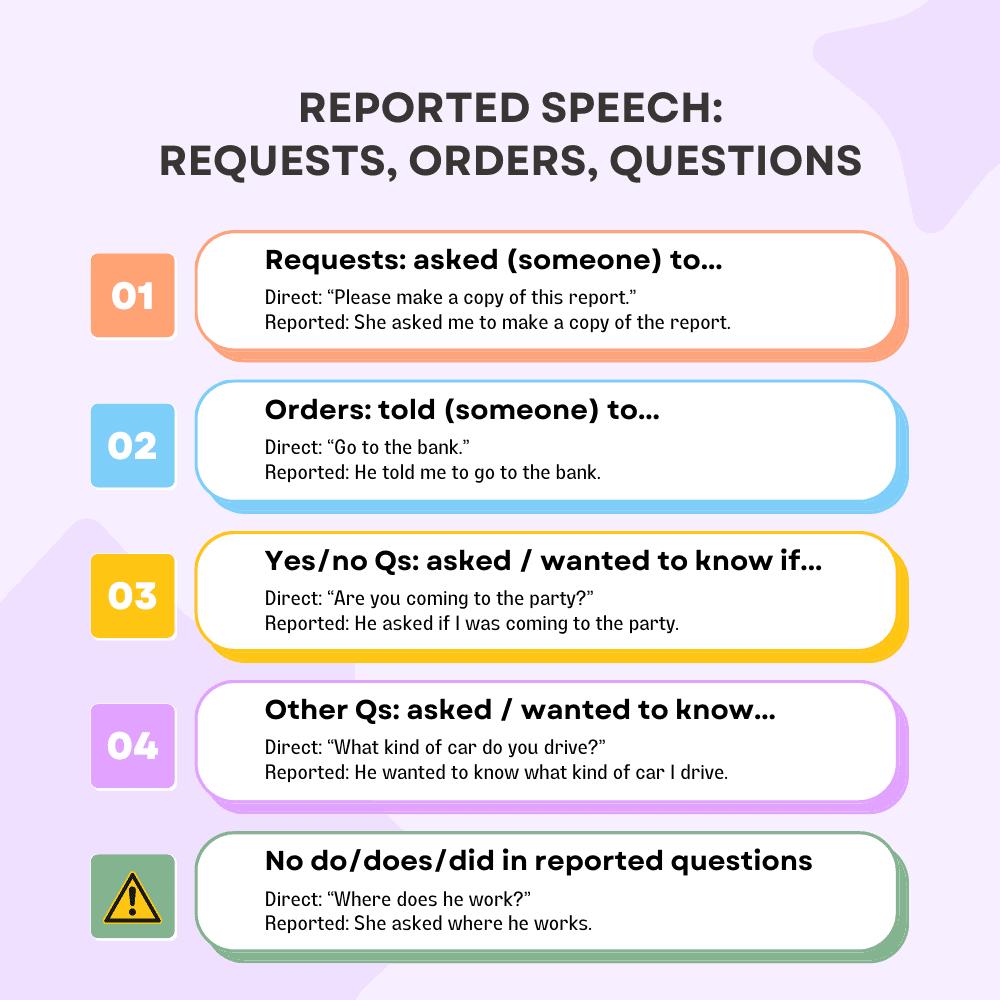 REPORTED SPEECH:
REQUESTS, ORDERS, QUESTIONS
01
Requests: asked (someone) to...
Direct: “Please make a copy of this report.”
Reported: She asked me to make a copy of the report.
02
Orders: told (someone) to...
Direct: “Go to the bank.”
Reported: He told me to go to the bank.
03
Yes/no Qs: asked / wanted to know if...
Direct: “Are you coming to the party?”
Reported: He asked if I was coming to the party.
04
Other Qs: asked / wanted to know...
Direct: “What kind of car do you drive?”
Reported: He wanted to know what kind of car I drive.
No do/does/did in reported questions
Direct: “Where does he work?”
Reported: She asked where he works.